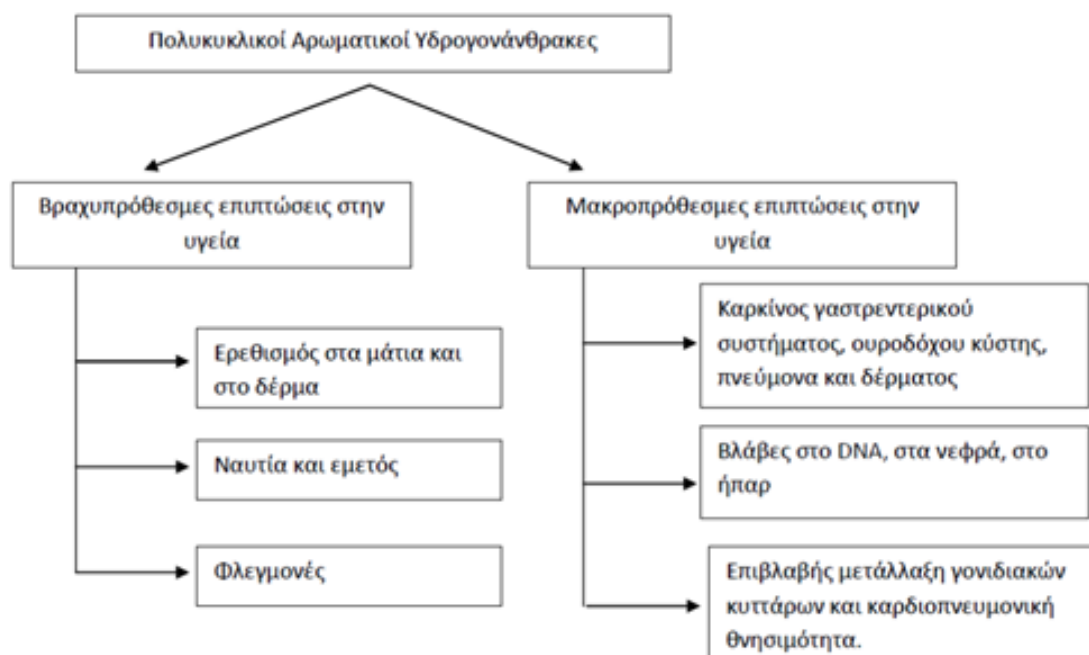 Πολυκυκλικοί Αρωματικοί Υδρογονάνθρακες
Βραχυπρόθεσμες επιπτώσεις στην
υγεία
Ερεθισμός στα μάτια και
στο δέρμα
Ναυτία και εμετός
Φλεγμονές
Μακροπρόθεσμες επιπτώσεις στην
υγεία
Καρκίνος γαστρεντερικού
συστήματος, ουροδόχου κύστης,
πνεύμονα και δέρματος
Βλάβες στο DNA, στα νεφρά, στο
ήπαρ
Επιβλαβής μετάλλαξη γονιδιακών
κυττάρων και καρδιοπνευμονική
θνησιμότητα.